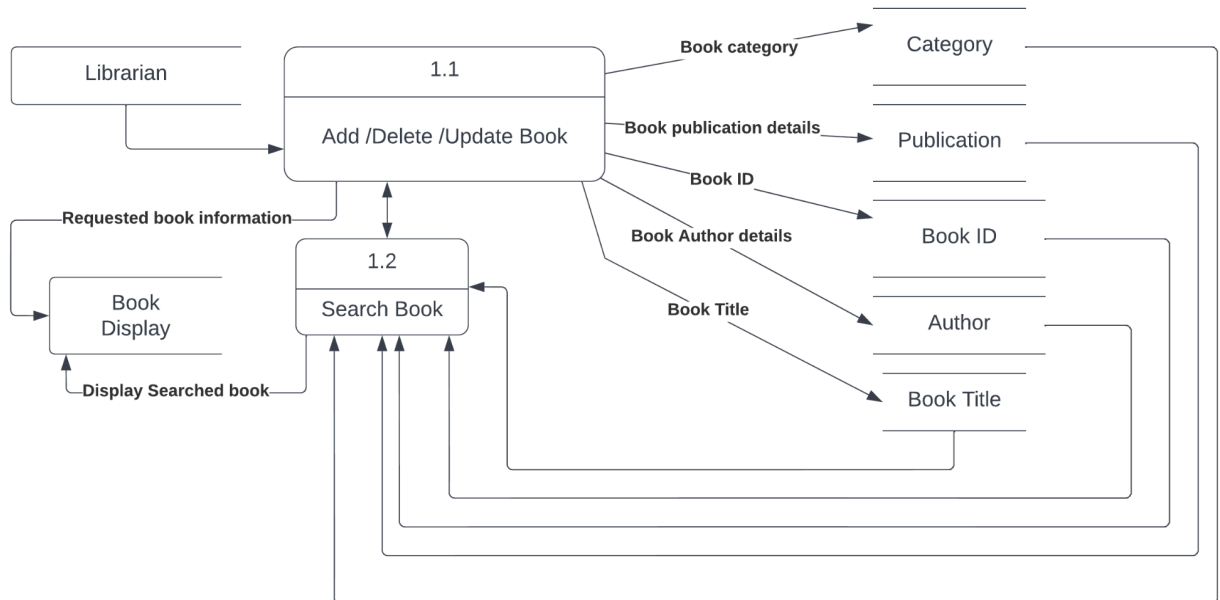 Librarian
1.1
Add /Delete /Update Book
Book category
Category
Book publication details
Publication
Book ID
Book ID
Requested book information
Book Author details
1.2
Search Book
Book
Display
Book Title
Author
Display Searched book
Book Title